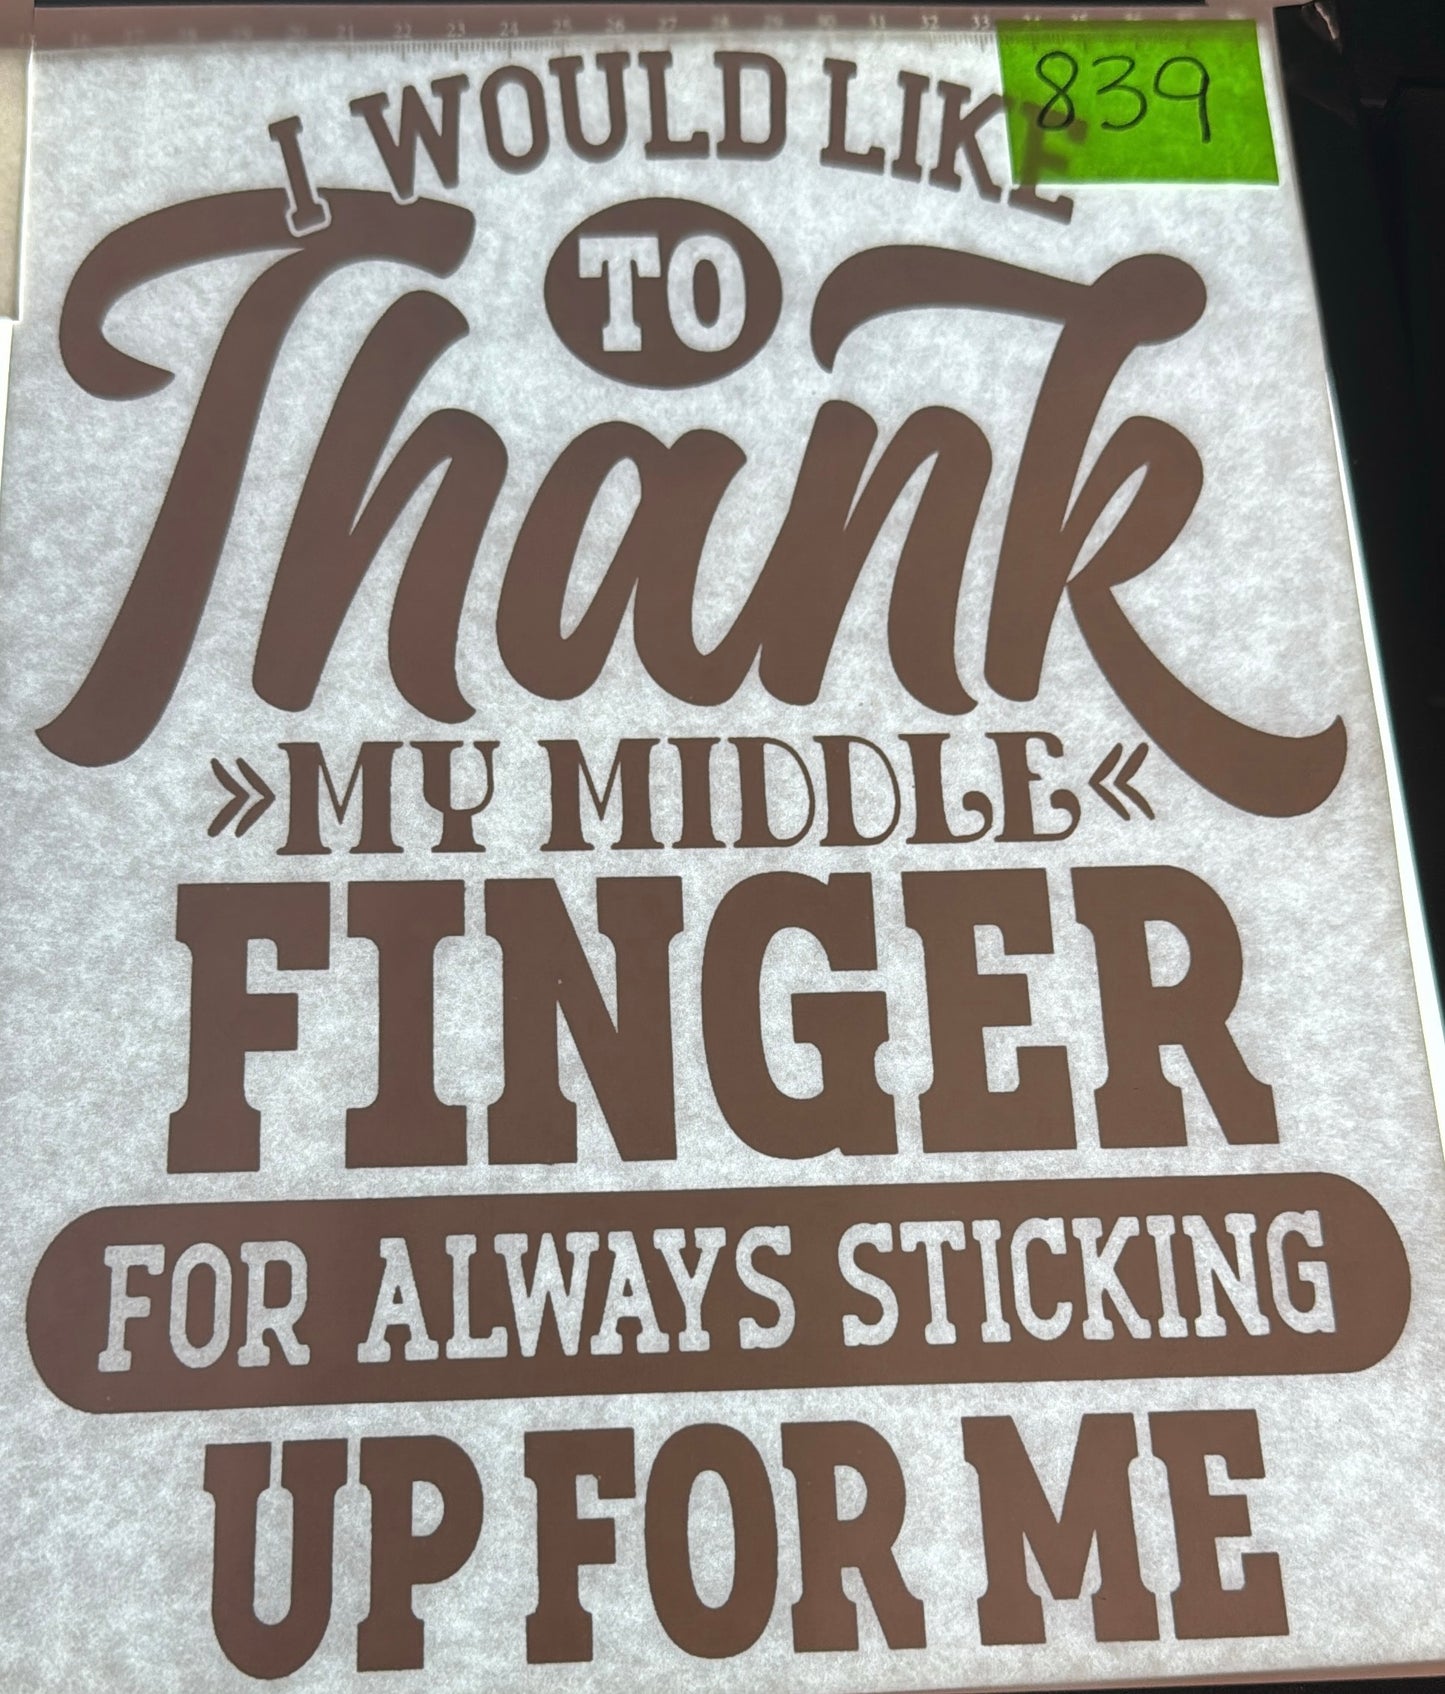 839
I WOULD LIKE
TO
Thank
»MY MIDDLE«
FINGER
FOR ALWAYS STICKING
UP FOR ME